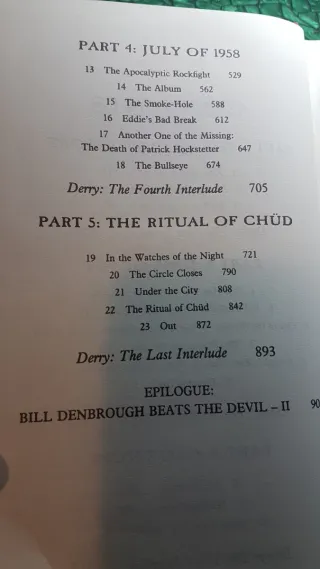 PART 4: JULY OF 1958
13 The Apocalyptic Rockfight 529
14 The Album 562
15 The Smoke-Hole 588
16 Eddie's Bad Break 612
17 Another One of the Missing:
The Death of Patrick Hockstetter 647
18 The Bullseye 674
Derry: The Fourth Interlude 705
PART 5: THE RITUAL OF CHÜD
19 In the Watches of the Night 721
20 The Circle Closes 790
21 Under the City 808
22 The Ritual of Chüd 842
23 Out 872
Derry: The Last Interlude 893
EPILOGUE:
BILL DENBROUGH BEATS THE DEVIL – II